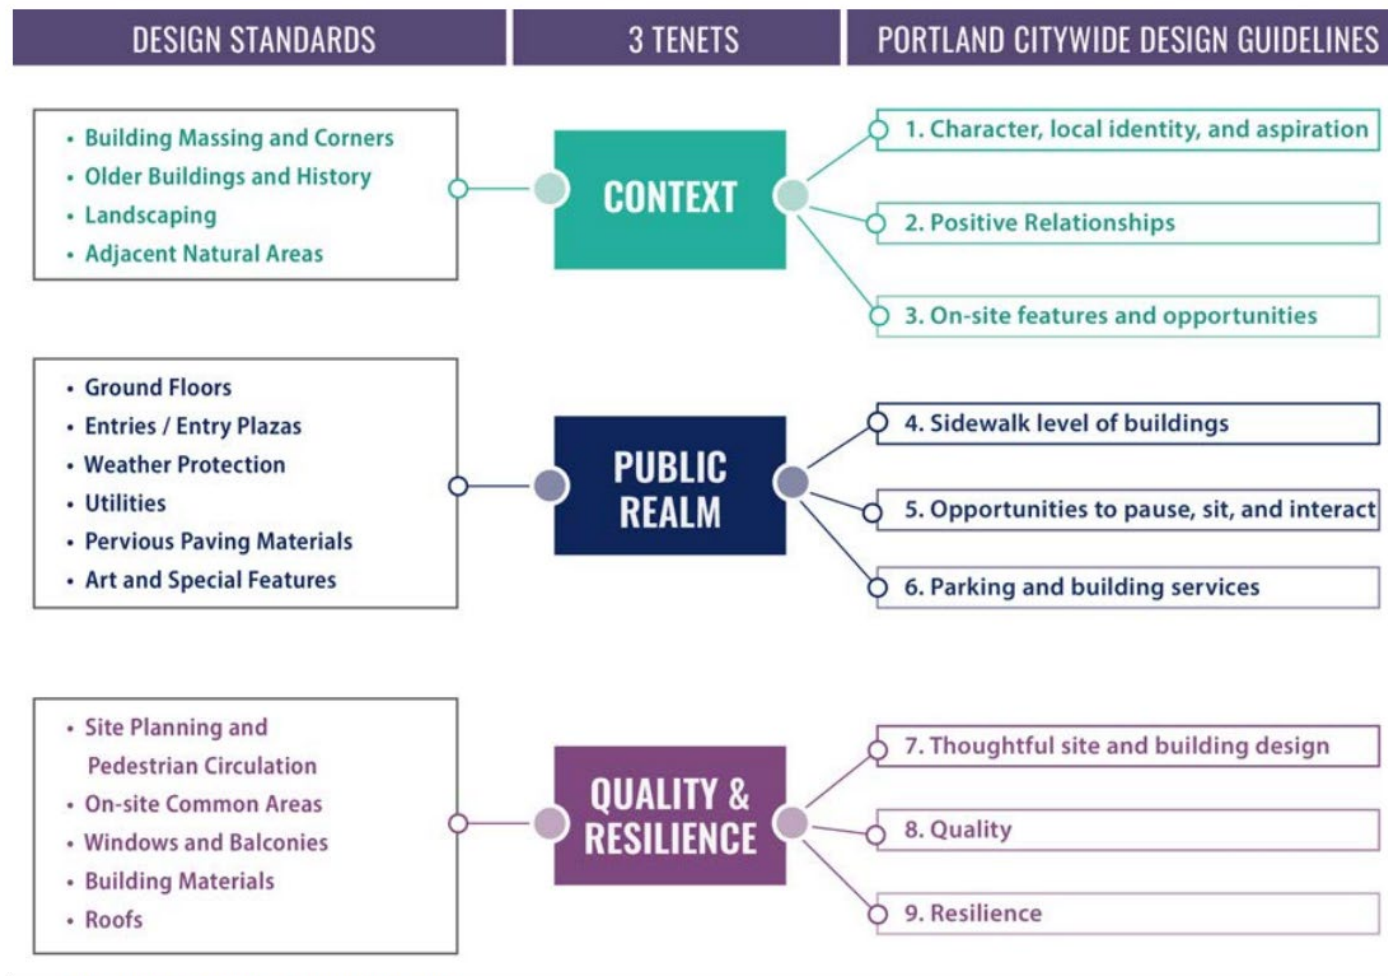 DESIGN STANDARDS
3 TENETS
PORTLAND CITYWIDE DESIGN GUIDELINES
• Building Massing and Corners
• Older Buildings and History
• Landscaping
• Adjacent Natural Areas
CONTEXT
1. Character, local identity, and aspiration
2. Positive Relationships
3. On-site features and opportunities
• Ground Floors
• Entries / Entry Plazas
• Weather Protection
• Utilities
• Pervious Paving Materials
• Art and Special Features
PUBLIC
REALM
4. Sidewalk level of buildings
5. Opportunities to pause, sit, and interact
6. Parking and building services
• Site Planning and
Pedestrian Circulation
• On-site Common Areas
• Windows and Balconies
• Building Materials
• Roofs
QUALITY &
RESILIENCE
7. Thoughtful site and building design
8. Quality
9. Resilience